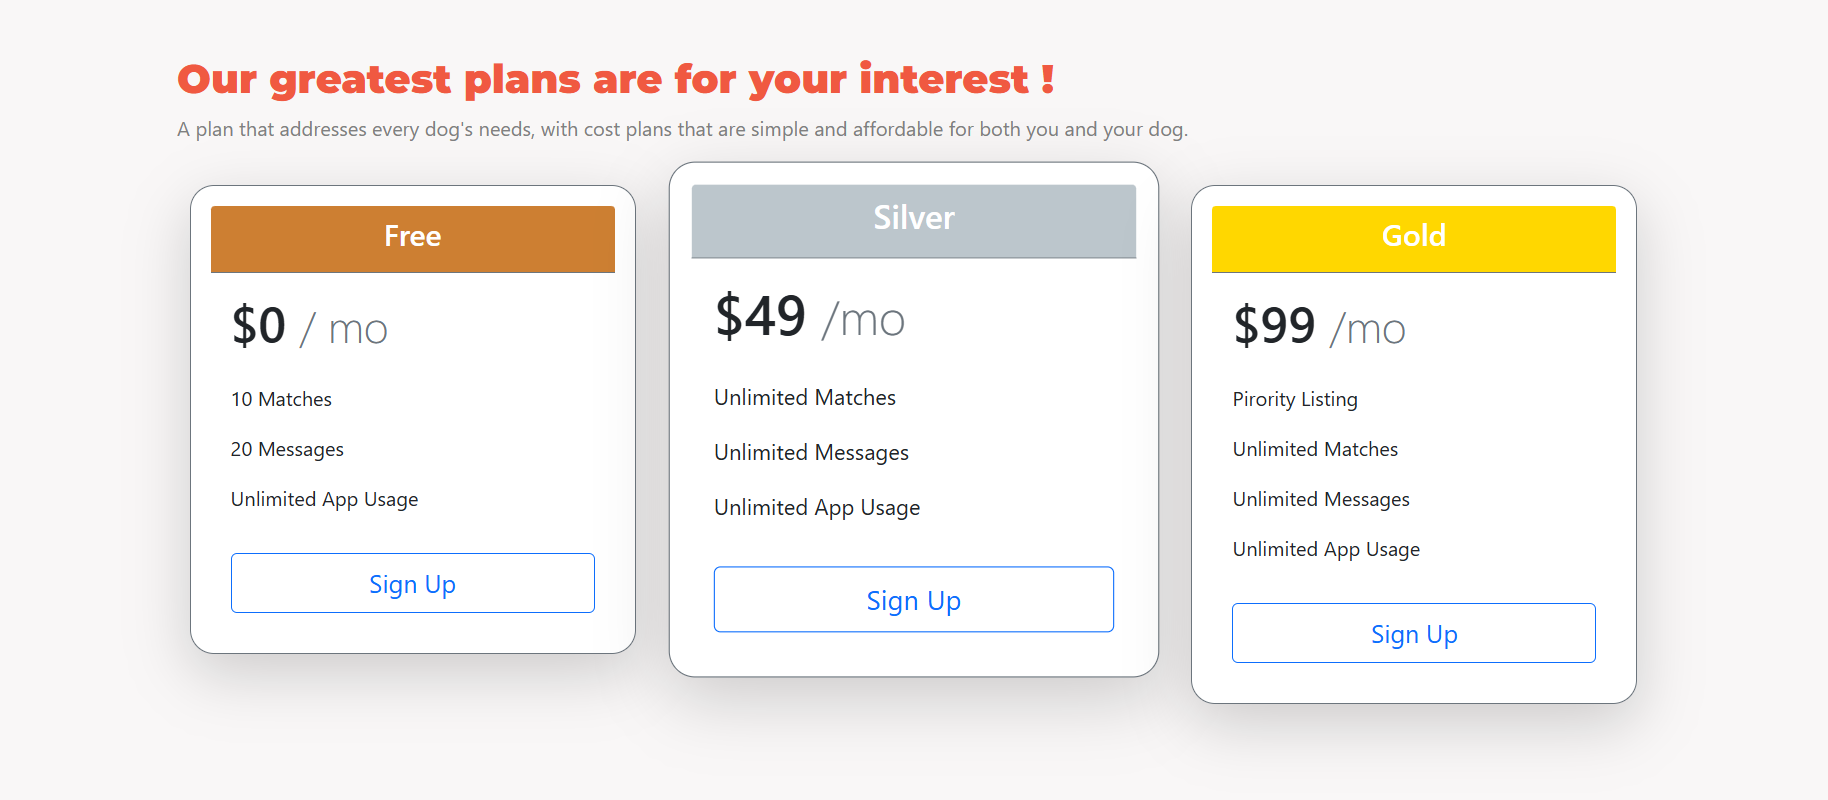 Our greatest plans are for your interest !
A plan that addresses every dog's needs, with cost plans that are simple and affordable for both you and your dog.
Free
$0 / mo
10 Matches
20 Messages
Unlimited App Usage
Sign Up
Silver
$49 /mo
Unlimited Matches
Unlimited Messages
Unlimited App Usage
Sign Up
Gold
$99 /mo
Pirority Listing
Unlimited Matches
Unlimited Messages
Unlimited App Usage
Sign Up